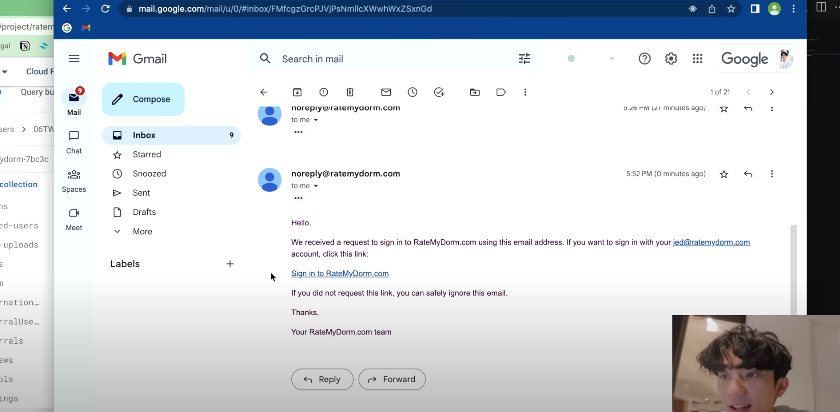 /project/ratem
mail.google.com/mail/u/0/#inbox/FMfcgzGrcPJVjPsNmllcXWwhWxZSxnGd
gal
Gmail
Search in mail
Google
Cloud F
Query bu
9
Compose
1 of 21
Mail
noreply@ratemydorm.com
5:26 PM (27 minutes ago)
to me
sers > 06TW
Inbox
9
Chat
Starred
ydorm-7bc3c
Snoozed
noreply@ratemydorm.com
5:52 PM (0 minutes ago)
collection
Spaces
Sent
to me
ns
Drafts
ed-users
Meet
More
Hello,
-uploads
We received a request to sign in to RateMyDorm.com using this email address. If you want to sign in with your jed@ratemydorm.com
account, click this link:
s
Labels
n
Sign in to RateMyDorm.com
If you did not request this link, you can safely ignore this email.
rnation...
Thanks,
rralUse...
Your RateMyDorm.com team
rals
ws
ols
Reply
Forward
ngs